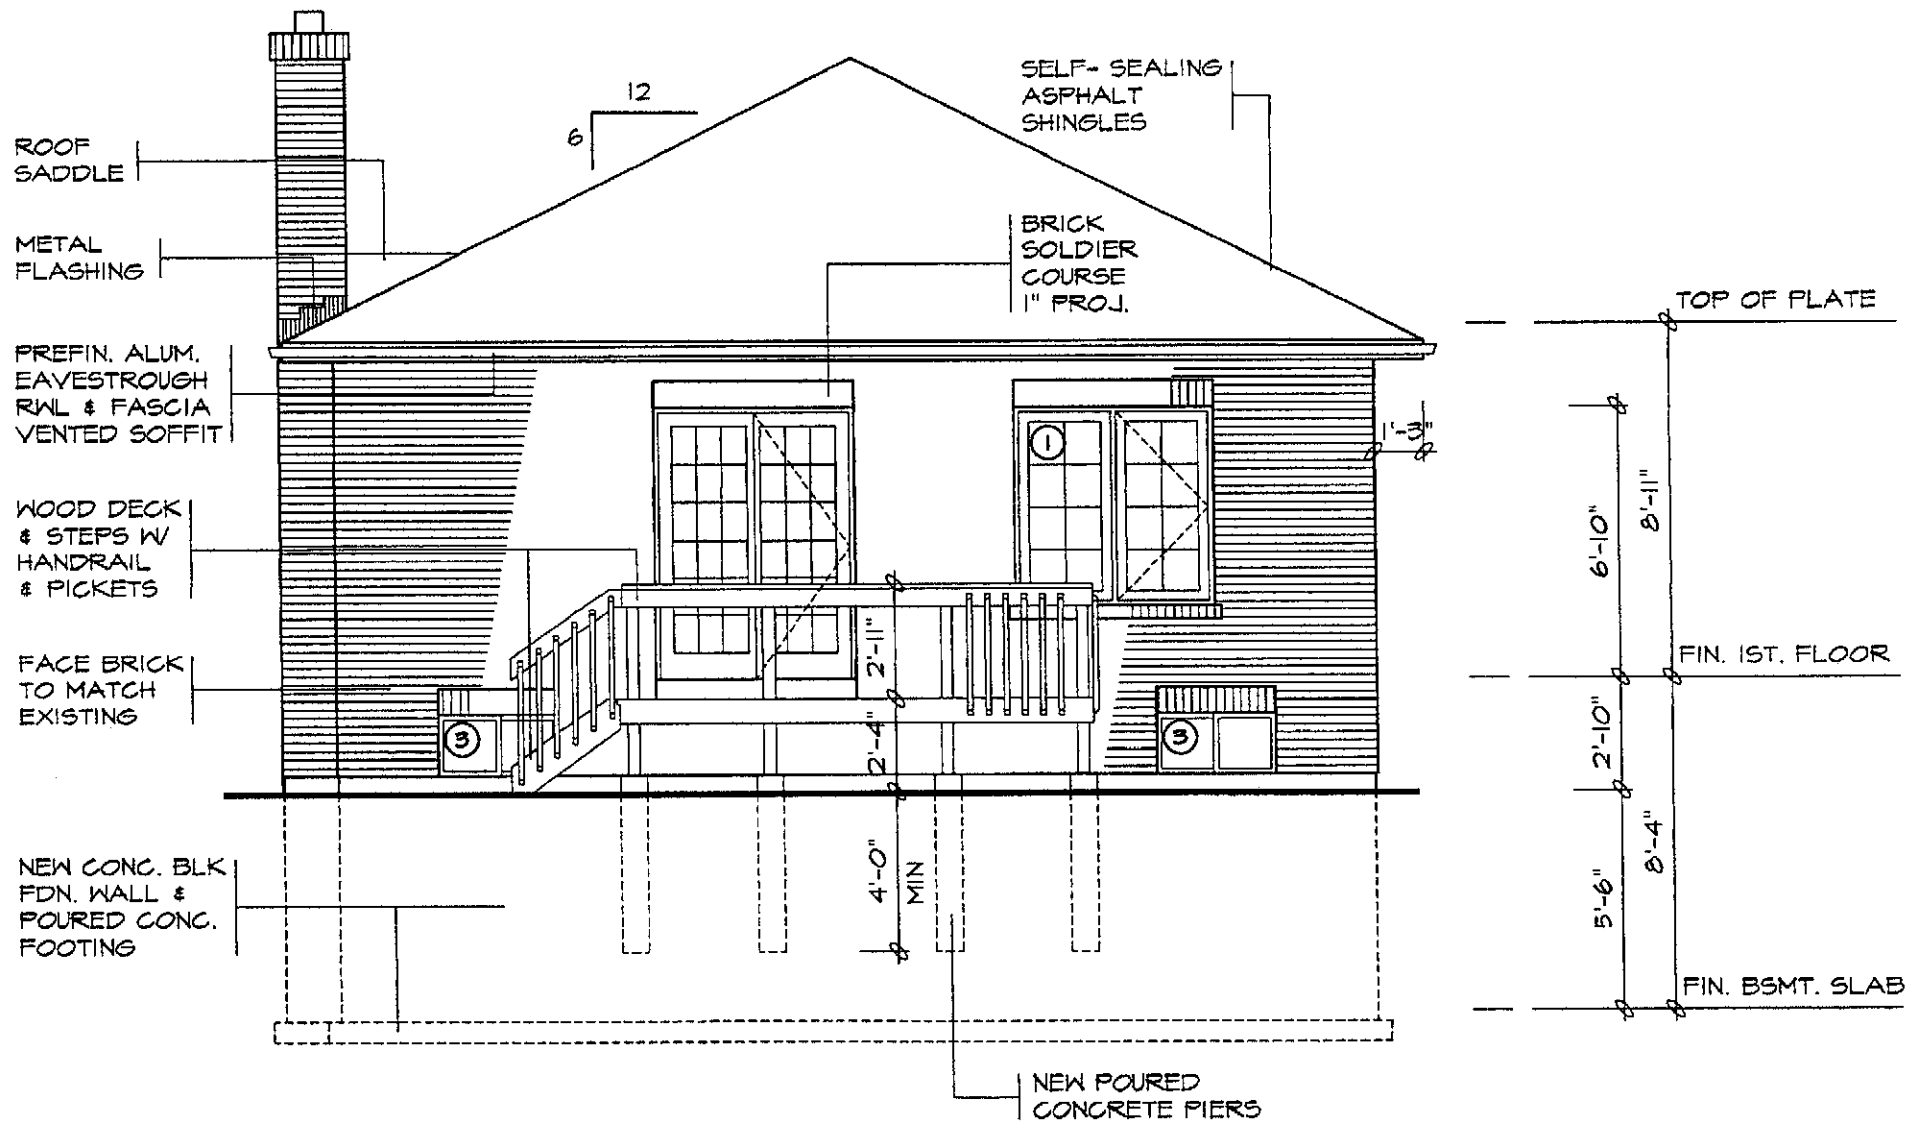 12
6
SELF- SEALING
ASPHALT
SHINGLES
ROOF
SADDLE
METAL
FLASHING
BRICK
SOLDIER
COURSE
1" PROJ.
TOP OF PLATE
PREFIN. ALUM.
EAVESTROUGH
RWL & FASCIA
VENTED SOFFIT
1
WOOD DECK
& STEPS W/
HANDRAIL
& PICKETS
6'-10"
8'-11"
FACE BRICK
TO MATCH
EXISTING
2'-11"
FIN. 1ST. FLOOR
3
2'-4"
3
2'-10"
NEW CONC. BLK
FDN. WALL &
POURED CONC.
FOOTING
4'-0"
MIN
5'-6"
8'-4"
FIN. BSMT. SLAB
NEW POURED
CONCRETE PIERS